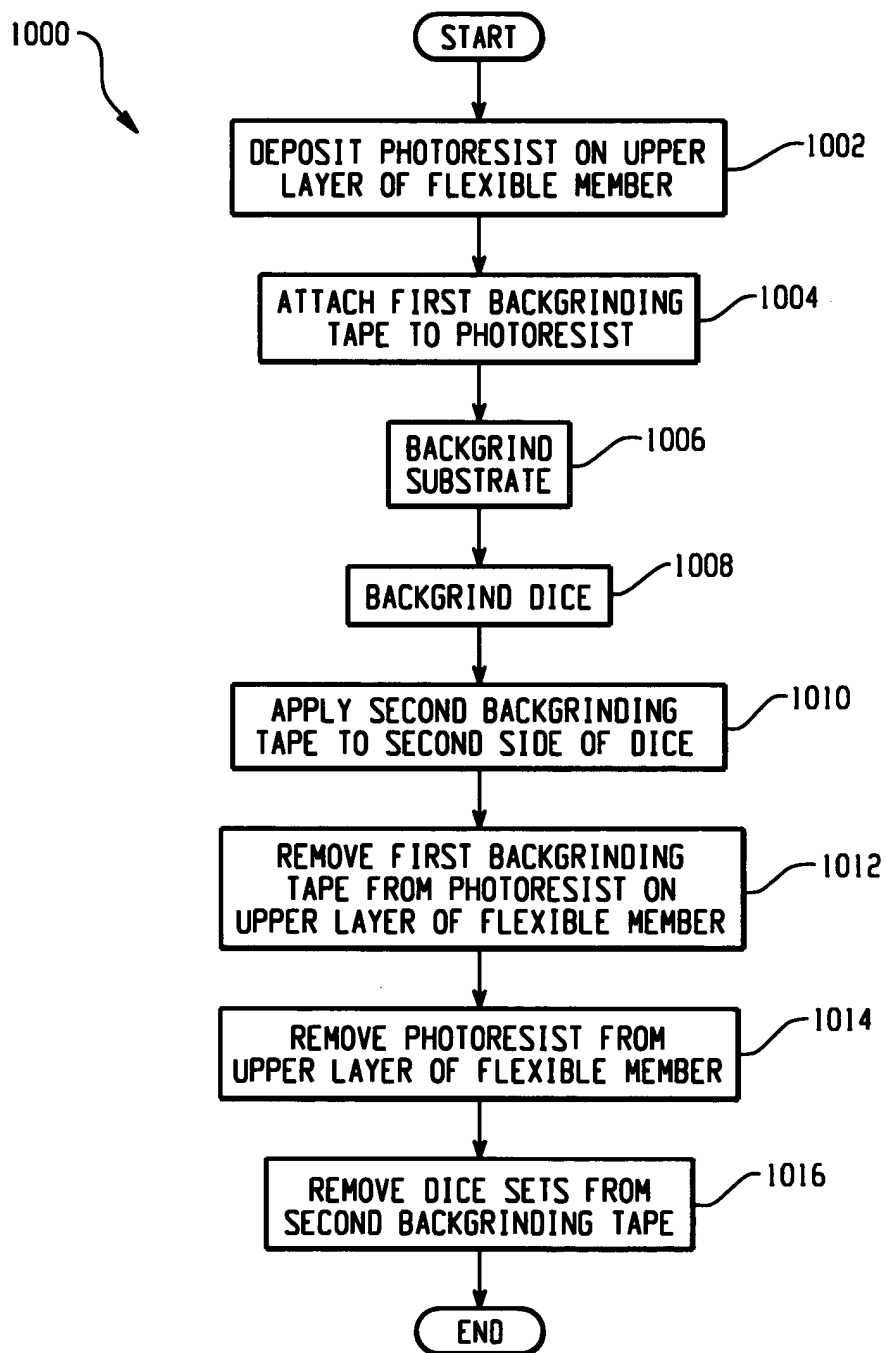 1000
START
DEPOSIT PHOTORESIST ON UPPER
LAYER OF FLEXIBLE MEMBER
1002
ATTACH FIRST BACKGRINDING
TAPE TO PHOTORESIST
1004
BACKGRIND
SUBSTRATE
1006
BACKGRIND DICE
1008
APPLY SECOND BACKGRINDING
TAPE TO SECOND SIDE OF DICE
1010
REMOVE FIRST BACKGRINDING
TAPE FROM PHOTORESIST ON
UPPER LAYER OF FLEXIBLE MEMBER
1012
REMOVE PHOTORESIST FROM
UPPER LAYER OF FLEXIBLE MEMBER
1014
REMOVE DICE SETS FROM
SECOND BACKGRINDING TAPE
1016
END